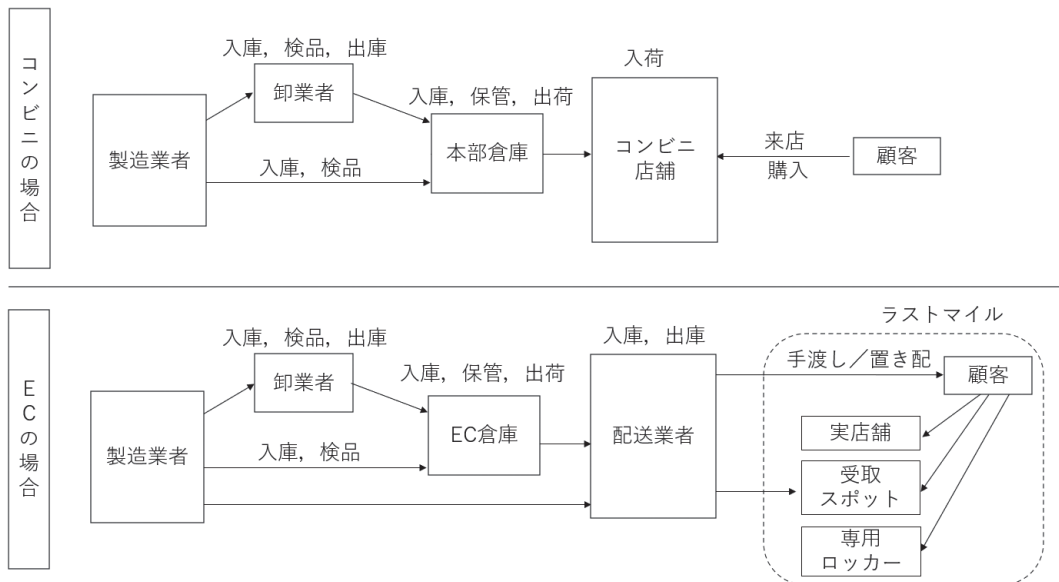 コンビニの場合
入庫，検品，出庫
卸業者
製造業者
入庫，検品
入庫，保管，出荷
本部倉庫
入荷
コンビニ
店舗
来店
購入
顧客
ECの場合
入庫，検品，出庫
卸業者
製造業者
入庫，検品
入庫，保管，出荷
EC倉庫
入庫，出庫
配送業者
ラストマイル
手渡し／置き配
顧客
実店舗
受取
スポット
専用
ロッカー